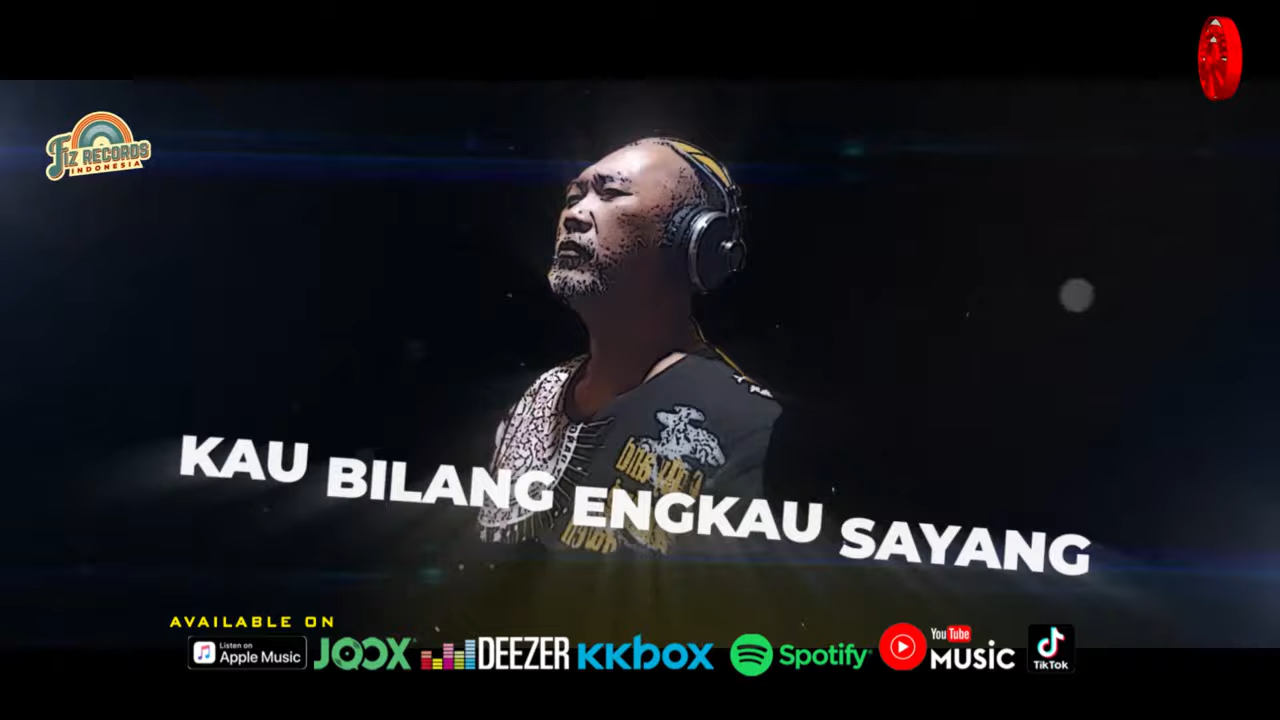 FIZ RECORDS
INDONESIA
KAU BILANG ENGKAU SAYANG
AVAILABLE ON
Listen on
Apple Music
JOOX
DEEZER
KKBOX
Spotify
YouTube
MUSIC
TikTok